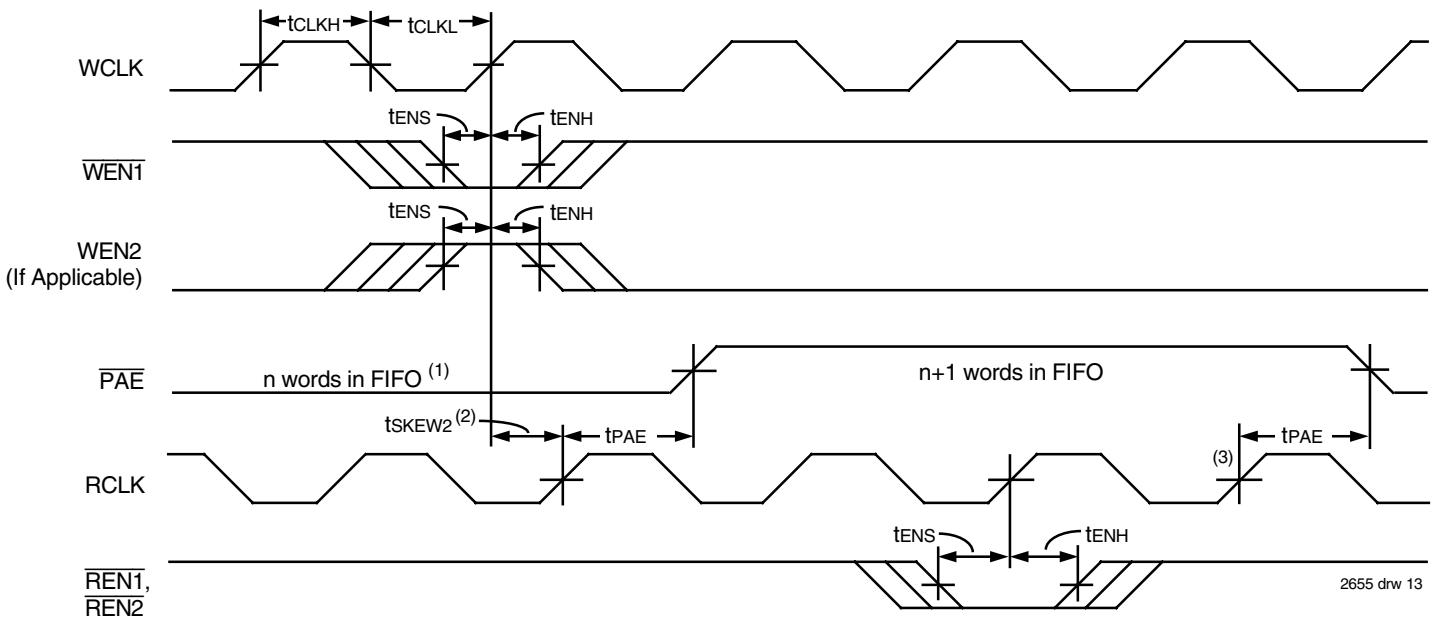 tCLKH
tCLKL
WCLK
tENS
tENH
WEN1
tENS
tENH
WEN2
(If Applicable)
PAE
n words in FIFO (1)
n+1 words in FIFO
tSKEW2(2)
tPAE
tPAE
(3)
RCLK
tENS
tENH
REN1,
REN2
2655 drw 13